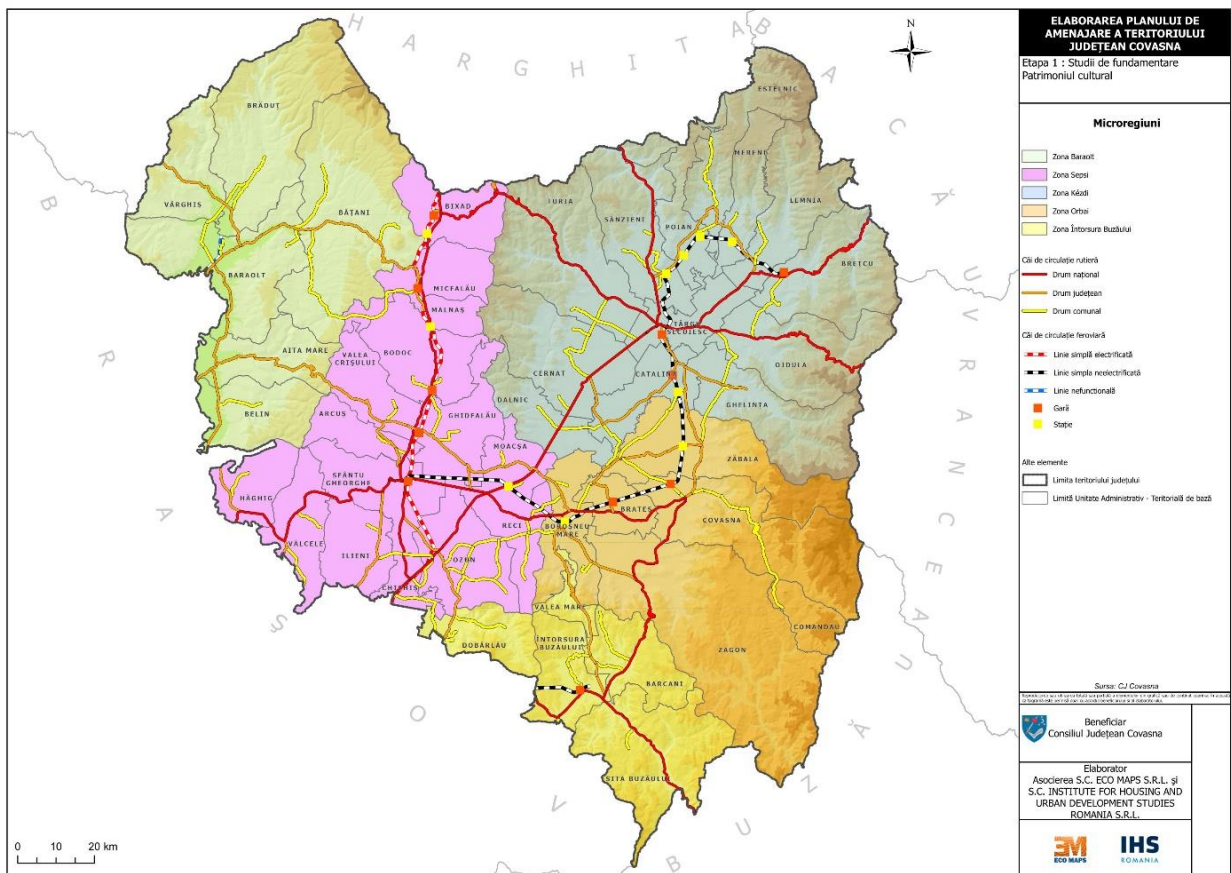 HARGHITA
BACĂU
VRANCEA
BUZĂU
BRAȘOV
N
ESTELNIC
BRĂDUȚ
MERENI
LEMNIA
BIXAD
TURIA
SÂNZIENI
POIAN
VÂRGHIȘ
BĂȚANI
BREȚCU
BARAOLT
MICFALĂU
MALNAȘ
TÂRGU
SECUIESC
AITA MARE
VALEA
CRIȘULUI
BODOC
CERNAT
CATALINA
OJDULA
BELIN
ARCUȘ
GHIDFALĂU
DALNIC
GHELINȚA
MOACȘA
ZĂBALA
SFÂNTU
GHEORGHE
HĂGHIG
BRATEȘ
COVASNA
RECI
BOROȘNEU
MARE
VÂLCELE
ILIENI
OZUN
CHICHIȘ
VALEA MARE
COMANDĂU
DOBÂRLĂU
ÎNTORSURA
BUZĂULUI
ZAGON
BARCANI
SITA BUZĂULUI
0 10 20 km
ELABORAREA PLANULUI DE
AMENAJARE A TERITORIULUI
JUDEȚEAN COVASNA
Etapa 1 : Studii de fundamentare
Patrimoniul cultural
Microregiuni
Zona Baraolt
Zona Sepsi
Zona Kézdi
Zona Orbai
Zona Întorsura Buzăului
Căi de circulație rutieră
Drum național
Drum județean
Drum comunal
Căi de circulație feroviară
Linie simplă electrificată
Linie simpla neelectrificată
Linie nefuncțională
Gară
Stație
Alte elemente
Limita teritoriului județului
Limită Unitate Administrativ - Teritorială de bază
Sursa: CJ Covasna
Beneficiar
Consiliul Județean Covasna
Elaborator
Asocierea S.C. ECO MAPS S.R.L. și
S.C. INSTITUTE FOR HOUSING AND
URBAN DEVELOPMENT STUDIES
ROMANIA S.R.L.
ECO MAPS
IHS
ROMANIA